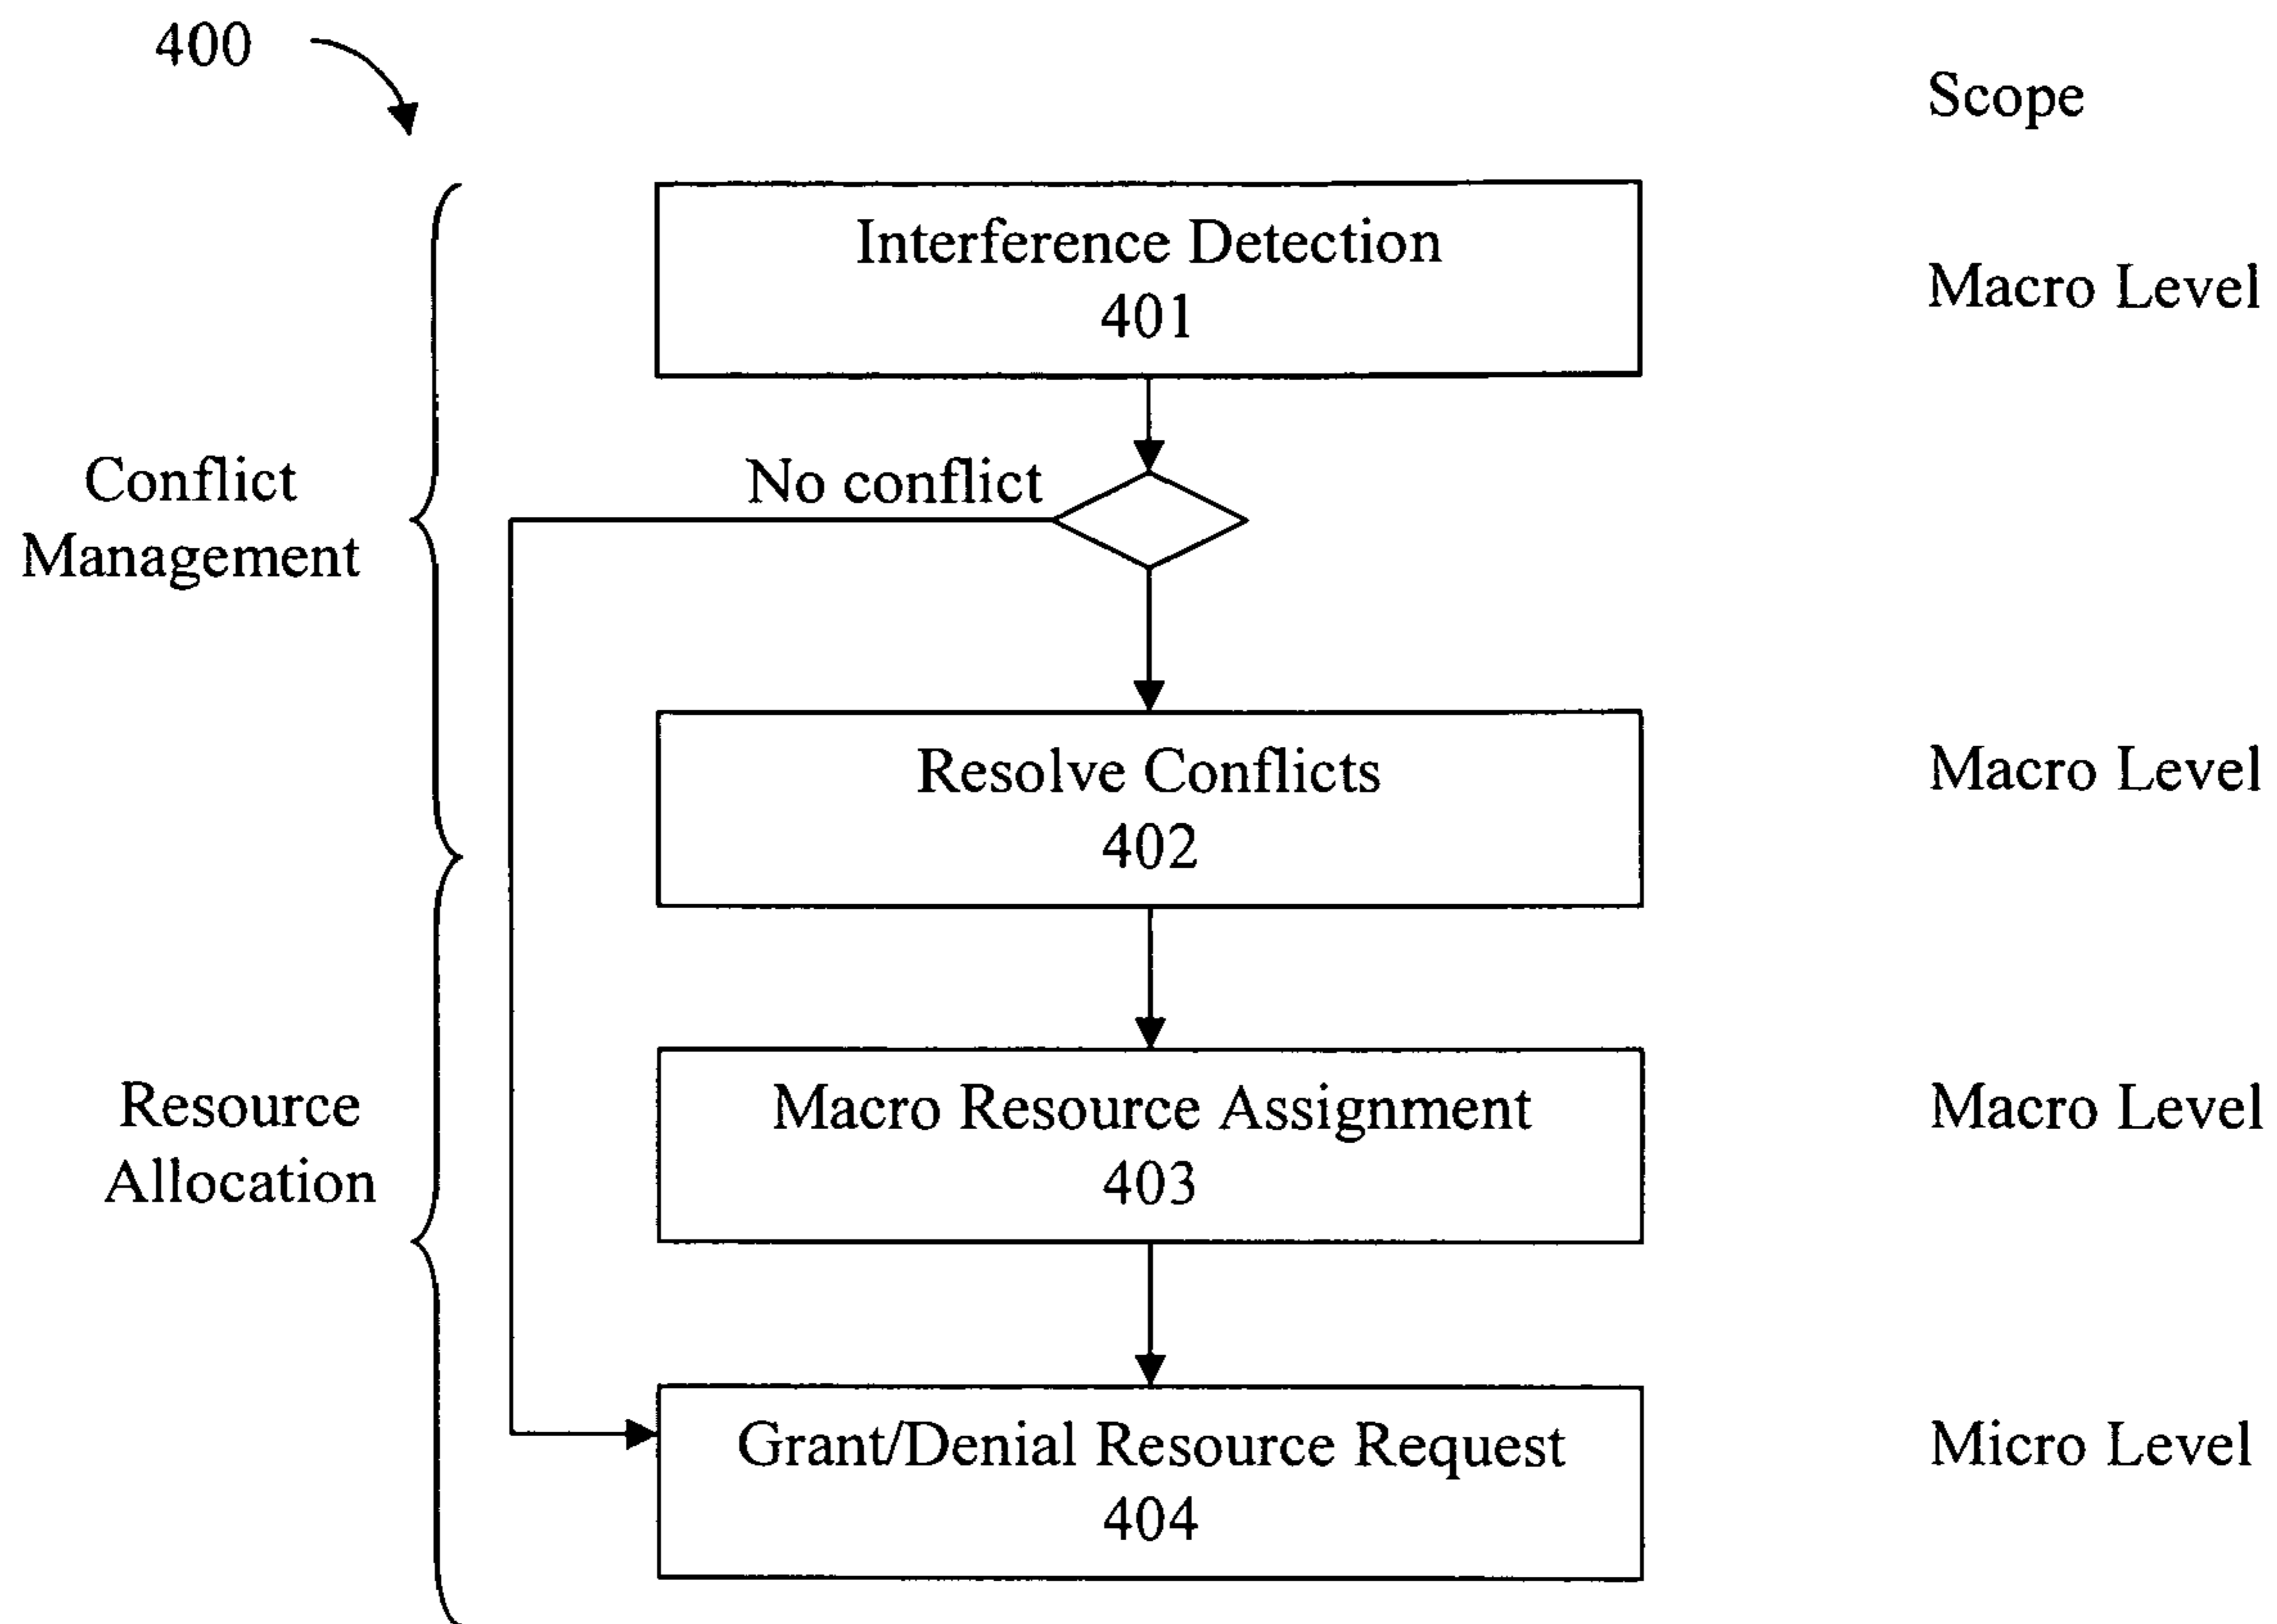 400
Scope
Interference Detection
401
Macro Level
No conflict
Conflict
Management
Resolve Conflicts
402
Macro Level
Macro Resource Assignment
403
Macro Level
Resource
Allocation
Grant/Denial Resource Request
404
Micro Level